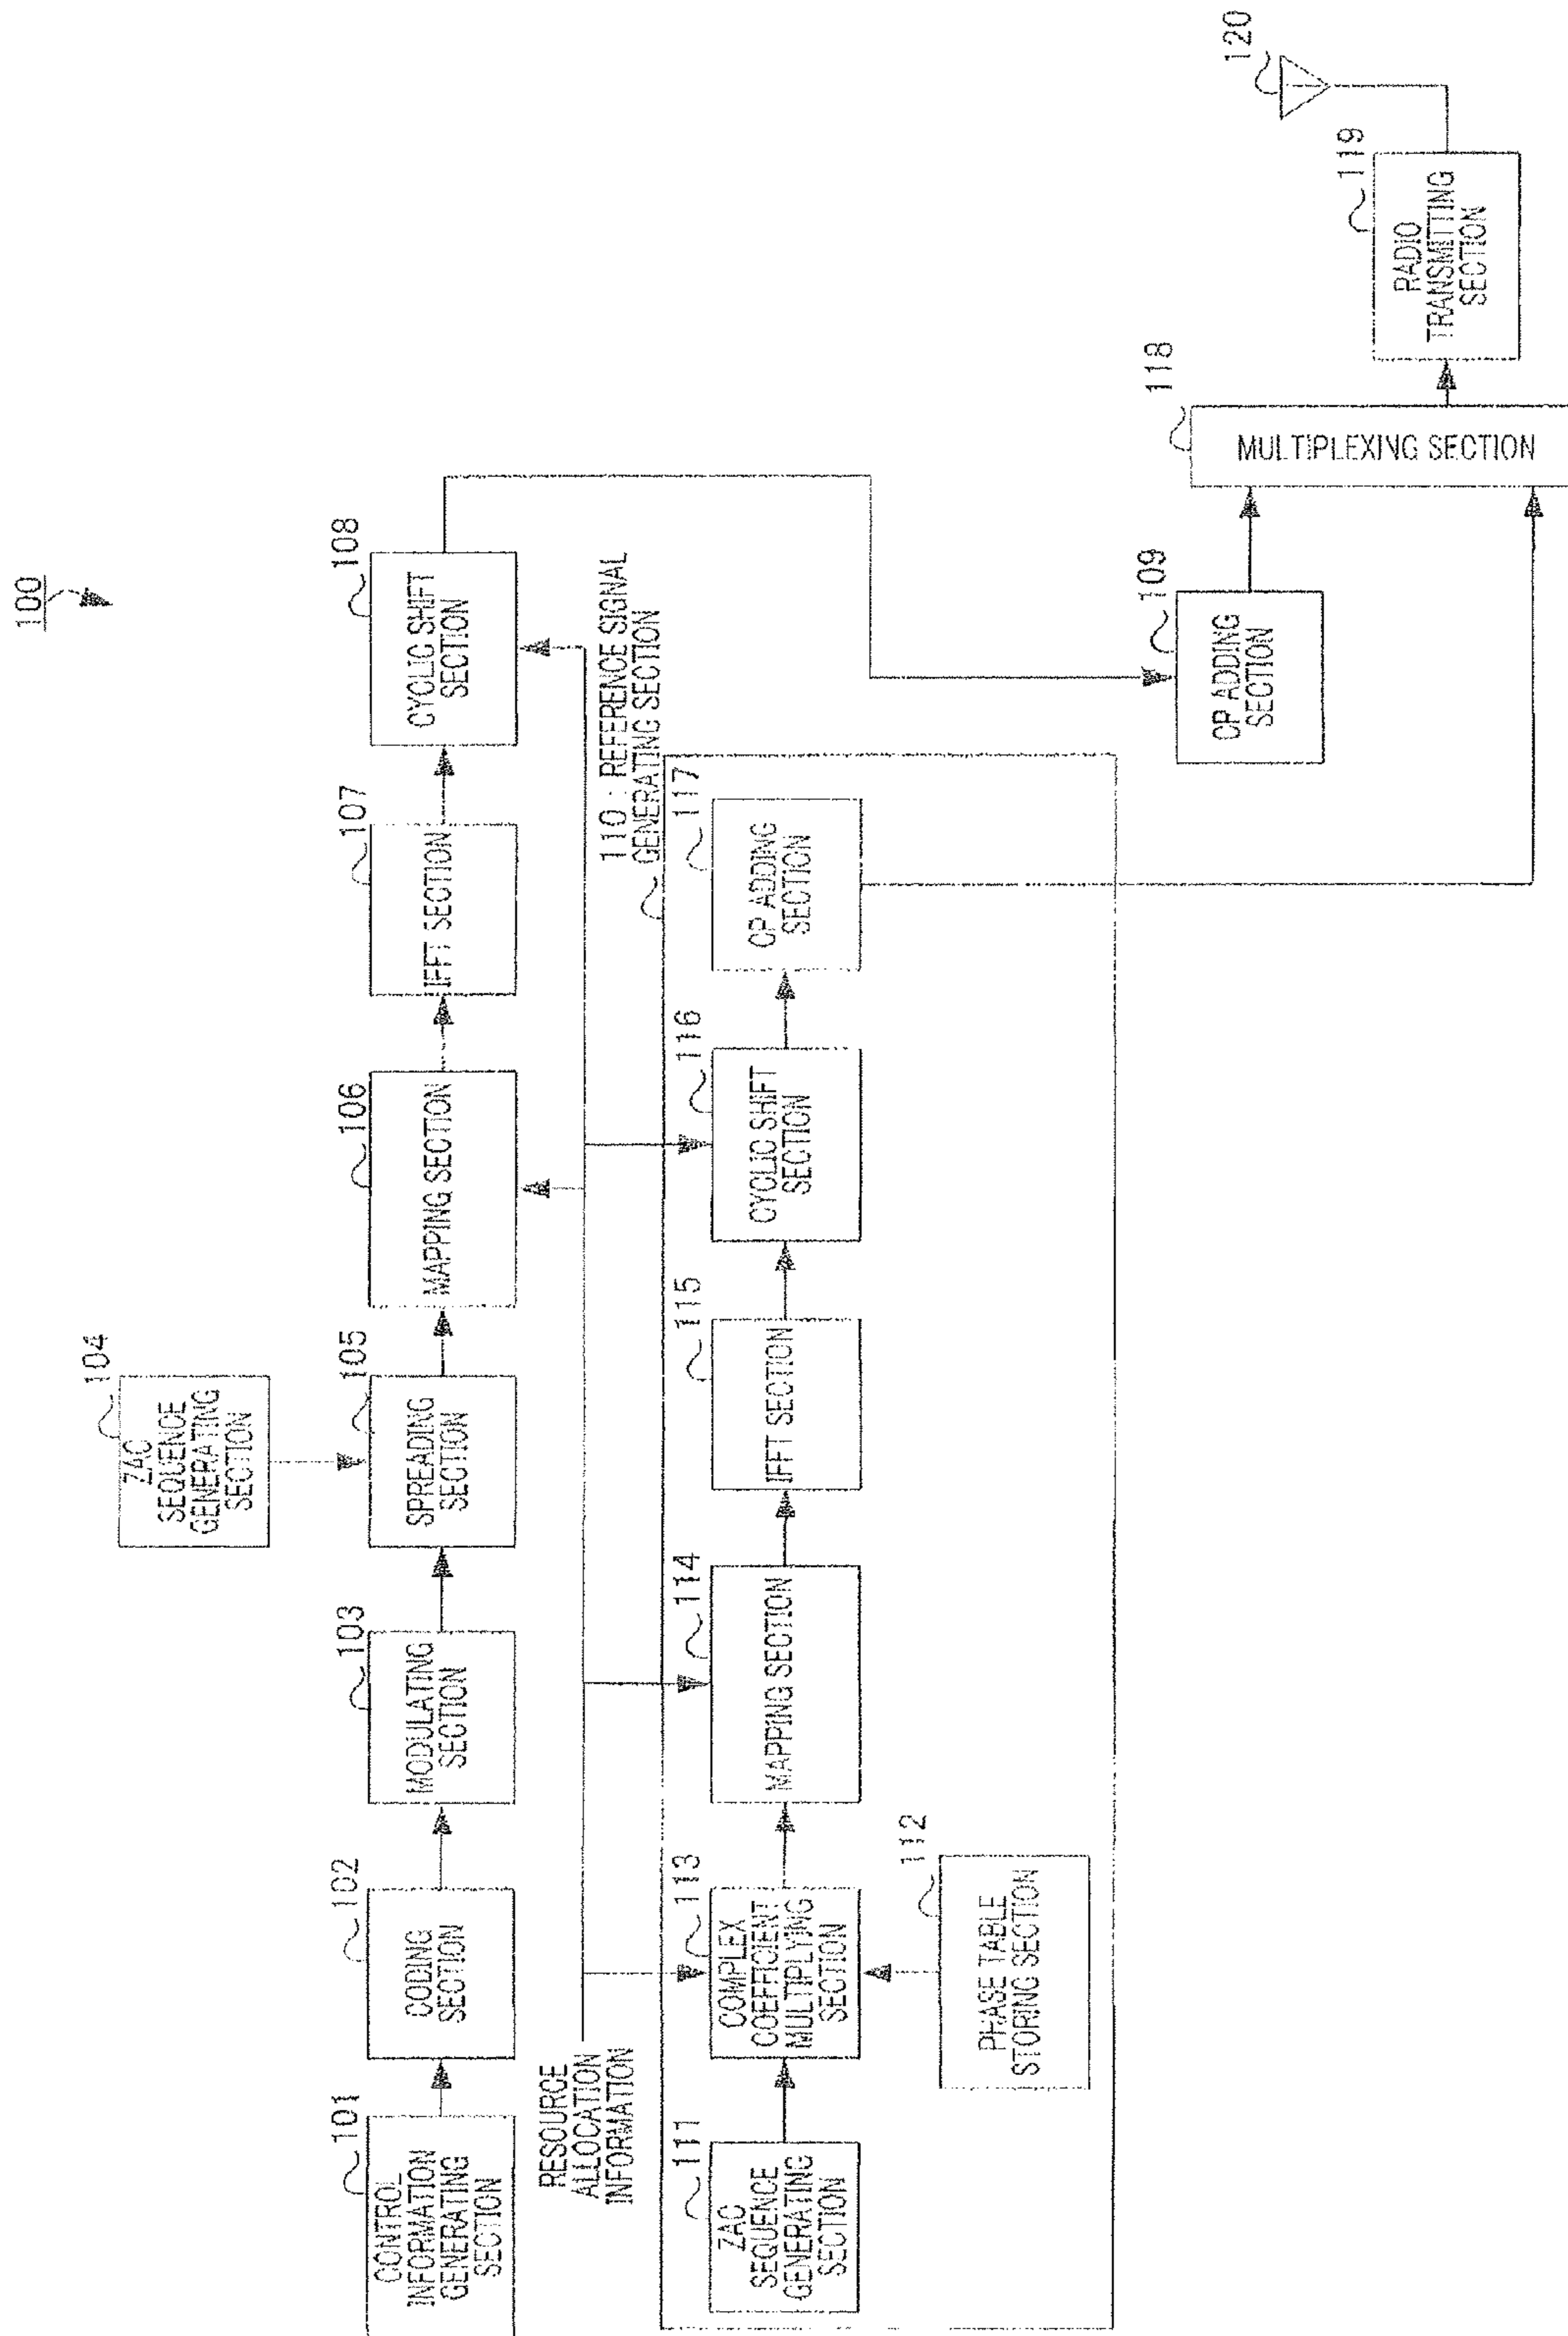 100
104
ZAC
SEQUENCE
GENERATING
SECTION
101
CONTROL
INFORMATION
GENERATING
SECTION
102
CODING
SECTION
103
MODULATING
SECTION
105
SPREADING
SECTION
106
MAPPING SECTION
107
IFFT SECTION
108
CYCLIC SHIFT
SECTION
RESOURCE
ALLOCATION
INFORMATION
110 : REFERENCE SIGNAL
GENERATING SECTION
111
ZAC
SEQUENCE
GENERATING
SECTION
113
COMPLEX
COEFFICIENT
MULTIPLYING
SECTION
114
MAPPING SECTION
115
IFFT SECTION
116
CYCLIC SHIFT
SECTION
117
CP ADDING
SECTION
112
PHASE TABLE
STORING SECTION
109
CP ADDING
SECTION
118
MULTIPLEXING SECTION
119
RADIO
TRANSMITTING
SECTION
120